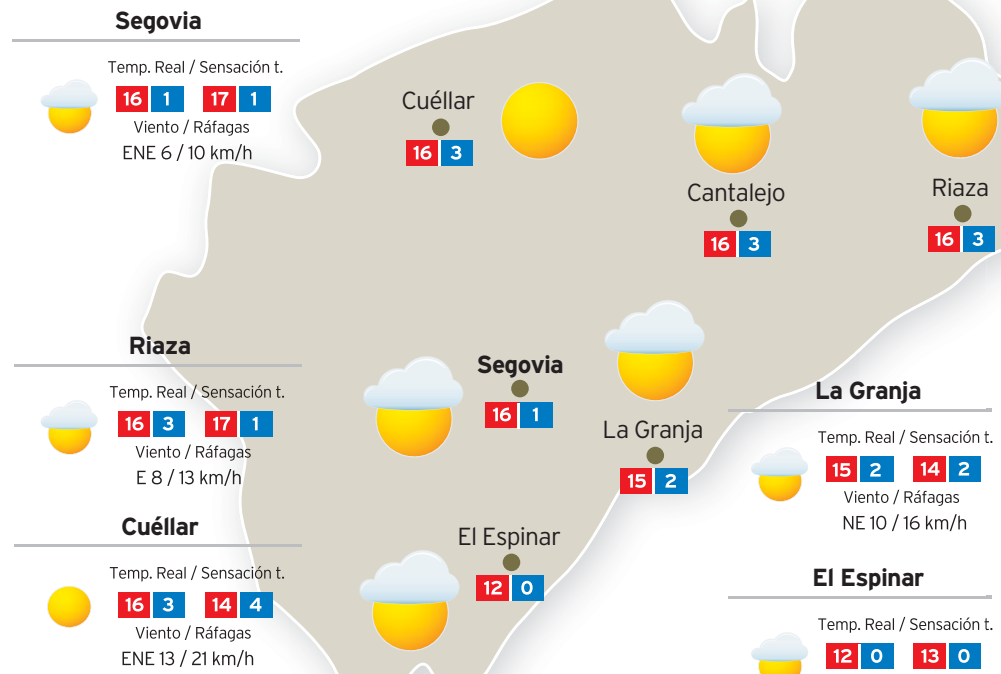 Segovia
Temp. Real / Sensación t.
16 1 17 1
Viento / Ráfagas
ENE 6 / 10 km/h
Cuéllar
16 3
Cantalejo
16 3
Riaza
16 3
Riaza
Temp. Real / Sensación t.
16 3 17 1
Viento / Ráfagas
E 8 / 13 km/h
Segovia
16 1
La Granja
15 2
La Granja
Temp. Real / Sensación t.
15 2 14 2
Viento / Ráfagas
NE 10 / 16 km/h
Cuéllar
Temp. Real / Sensación t.
16 3 14 4
Viento / Ráfagas
ENE 13 / 21 km/h
El Espinar
12 0
El Espinar
Temp. Real / Sensación t.
12 0 13 0